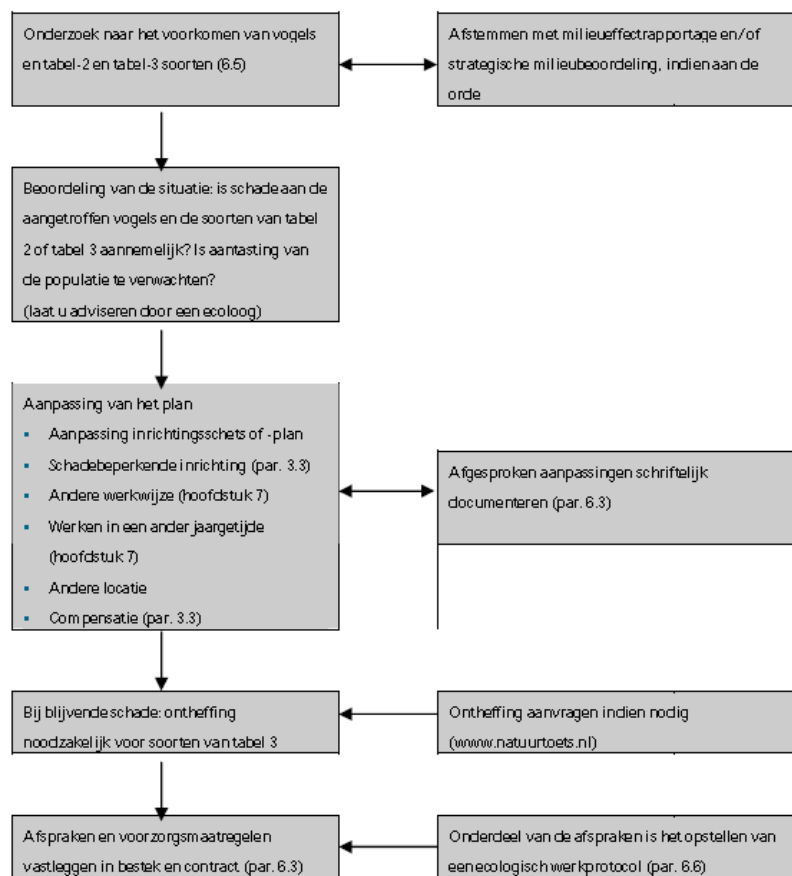 Onderzoek naar het voorkomen van vogels
en tabel-2 en tabel-3 soorten (6.5)
Afstemmen met milieueffectrapportage en/of
strategische milieubeoordeling, indien aan de
orde
Beoordeling van de situatie: is schade aan de
aangetroffen vogels en de soorten van tabel
2 of tabel 3 aannemelijk? Is aantasting van
de populatie te verwachten?
(laat u adviseren door een ecoloog)
Aanpassing van het plan
▪ Aanpassing inrichtingsschets of -plan
▪ Schadebeperkende inrichting (par. 3.3)
▪ Andere werkwijze (hoofdstuk 7)
▪ Werken in een ander jaargetijde
(hoofdstuk 7)
▪ Andere locatie
▪ Compensatie (par. 3.3)
Afgesproken aanpassingen schriftelijk
documenteren (par. 6.3)
Bij blijvende schade: ontheffing
noodzakelijk voor soorten van tabel 3
Ontheffing aanvragen indien nodig
(www.natuurtoets.nl)
Afspraken en voorzorgsmaatregelen
vastleggen in bestek en contract (par. 6.3)
Onderdeel van de afspraken is het opstellen van
een ecologisch werkprotocol (par. 6.6)